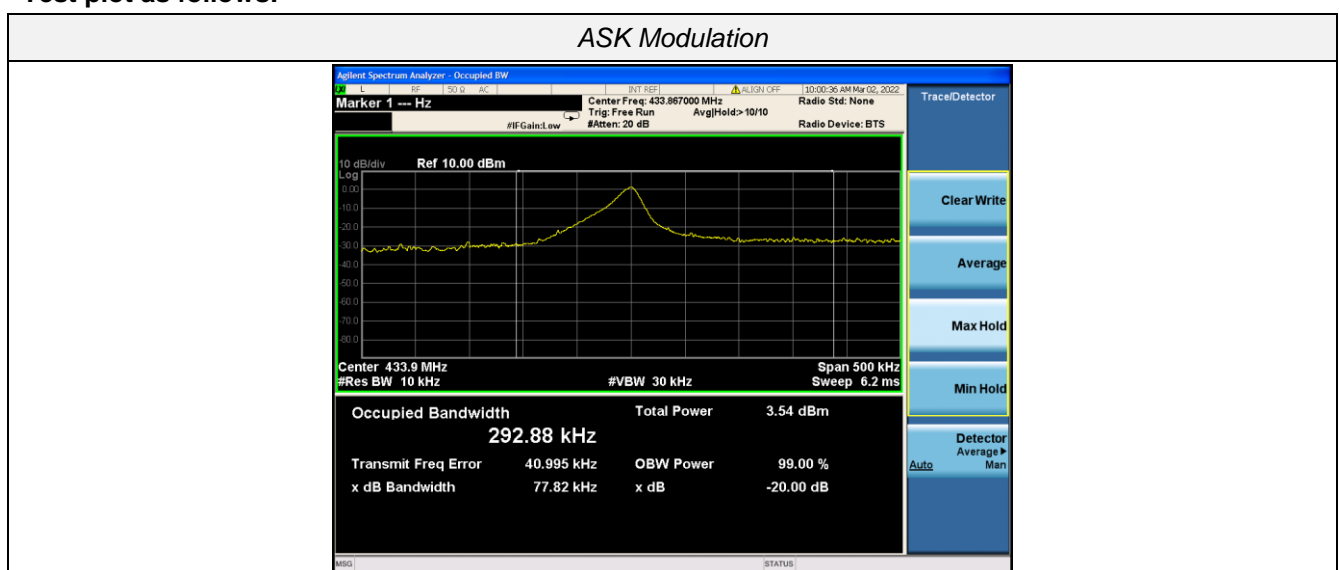 Test plot as follows:
ASK Modulation
Agilent Spectrum Analyzer - Occupied BW
L RF 50 Ω AC INT REF ALIGN OFF 10:00:36 AM Mar 02, 2022
Marker 1 --- Hz
Center Freq: 433.867000 MHz Radio Std: None
Trig: Free Run Avg|Hold:> 10/10
#IFGain:Low #Atten: 20 dB Radio Device: BTS
10 dB/div Ref 10.00 dBm
Log
0.00
-10.0
-20.0
-30.0
-40.0
-50.0
-60.0
-70.0
-80.0
Center 433.9 MHz Span 500 kHz
#Res BW 10 kHz #VBW 30 kHz Sweep 6.2 ms
Occupied Bandwidth Total Power 3.54 dBm
292.88 kHz
Transmit Freq Error 40.995 kHz OBW Power 99.00 %
x dB Bandwidth 77.82 kHz x dB -20.00 dB
MSG STATUS
Trace/Detector
Clear Write
Average
Max Hold
Min Hold
Detector
Average▶
Auto Man